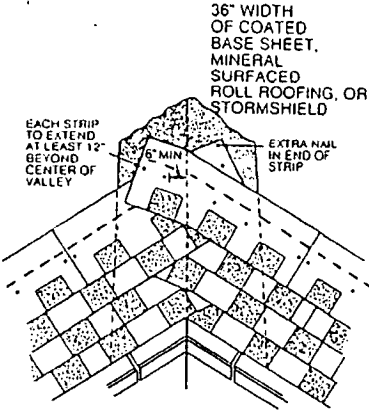 36" WIDTH
OF COATED
BASE SHEET,
MINERAL
SURFACED
ROLL ROOFING, OR
STORMSHIELD
EACH STRIP
TO EXTEND
AT LEAST 12"
BEYOND
CENTER OF
VALLEY
6" MIN
EXTRA NAIL
IN END OF
STRIP